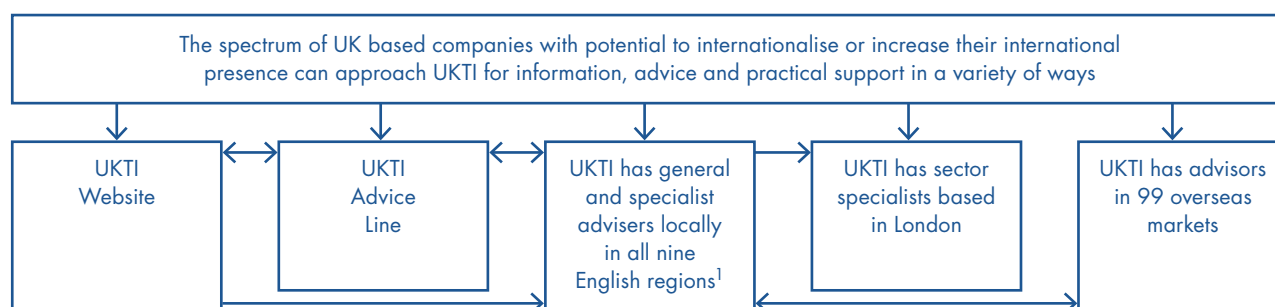 The spectrum of UK based companies with potential to internationalise or increase their international
presence can approach UKTI for information, advice and practical support in a variety of ways
UKTI
Website
UKTI
Advice
Line
UKTI has general
and specialist
advisers locally
in all nine
English regions1
UKTI has sector
specialists based
in London
UKTI has advisors
in 99 overseas
markets